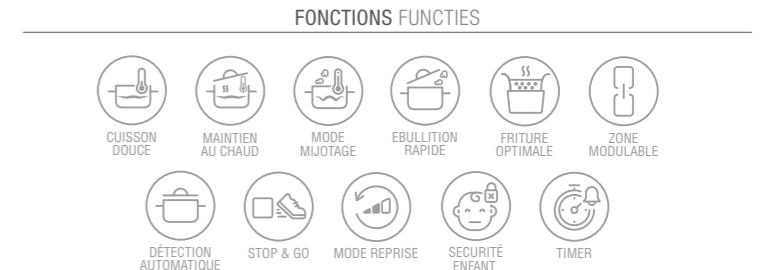 FONCTIONS FUNCTIES
CUISSON
DOUCE
MAINTIEN
AU CHAUD
MODE
MIJOTAGE
EBULLITION
RAPIDE
FRITURE
OPTIMALE
ZONE
MODULABLE
DÉTECTION
AUTOMATIQUE
STOP & GO
MODE REPRISE
SECURITÉ
ENFANT
TIMER